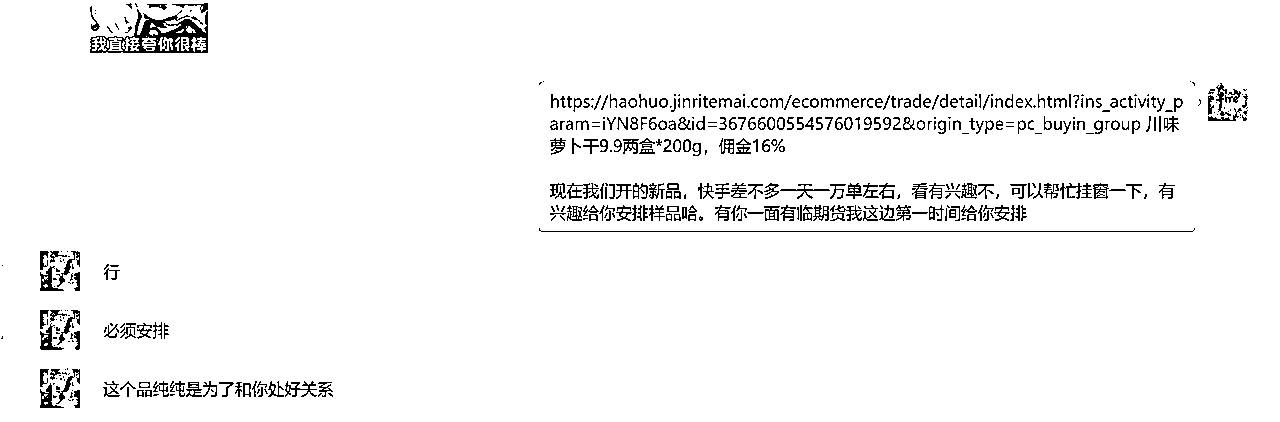 我直接夸你很棒
https://haohuo.jinritemai.com/ecommerce/trade/detail/index.html?ins_activity_p
aram=iYN8F6oa&id=3676600554576019592&origin_type=pc_buyin_group 川味
萝卜干9.9两盒*200g，佣金16%
现在我们开的新品，快手差不多一天一万单左右，看有兴趣不，可以帮忙挂窗一下，有
兴趣给你安排样品哈。有你一面有临期货我这边第一时间给你安排
行
必须安排
这个品纯纯是为了和你处好关系